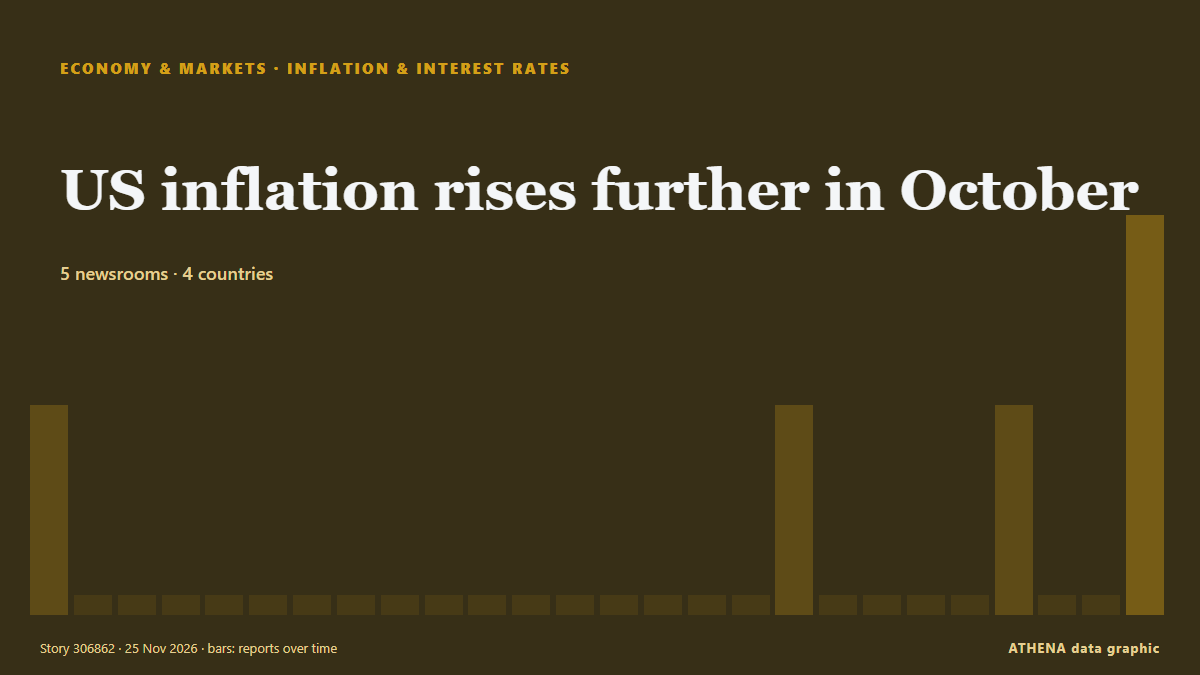 ECONOMY & MARKETS · INFLATION & INTEREST RATES
US inflation rises further in October
5 newsrooms · 4 countries
Story 306862 · 25 Nov 2026 · bars: reports over time
ATHENA data graphic